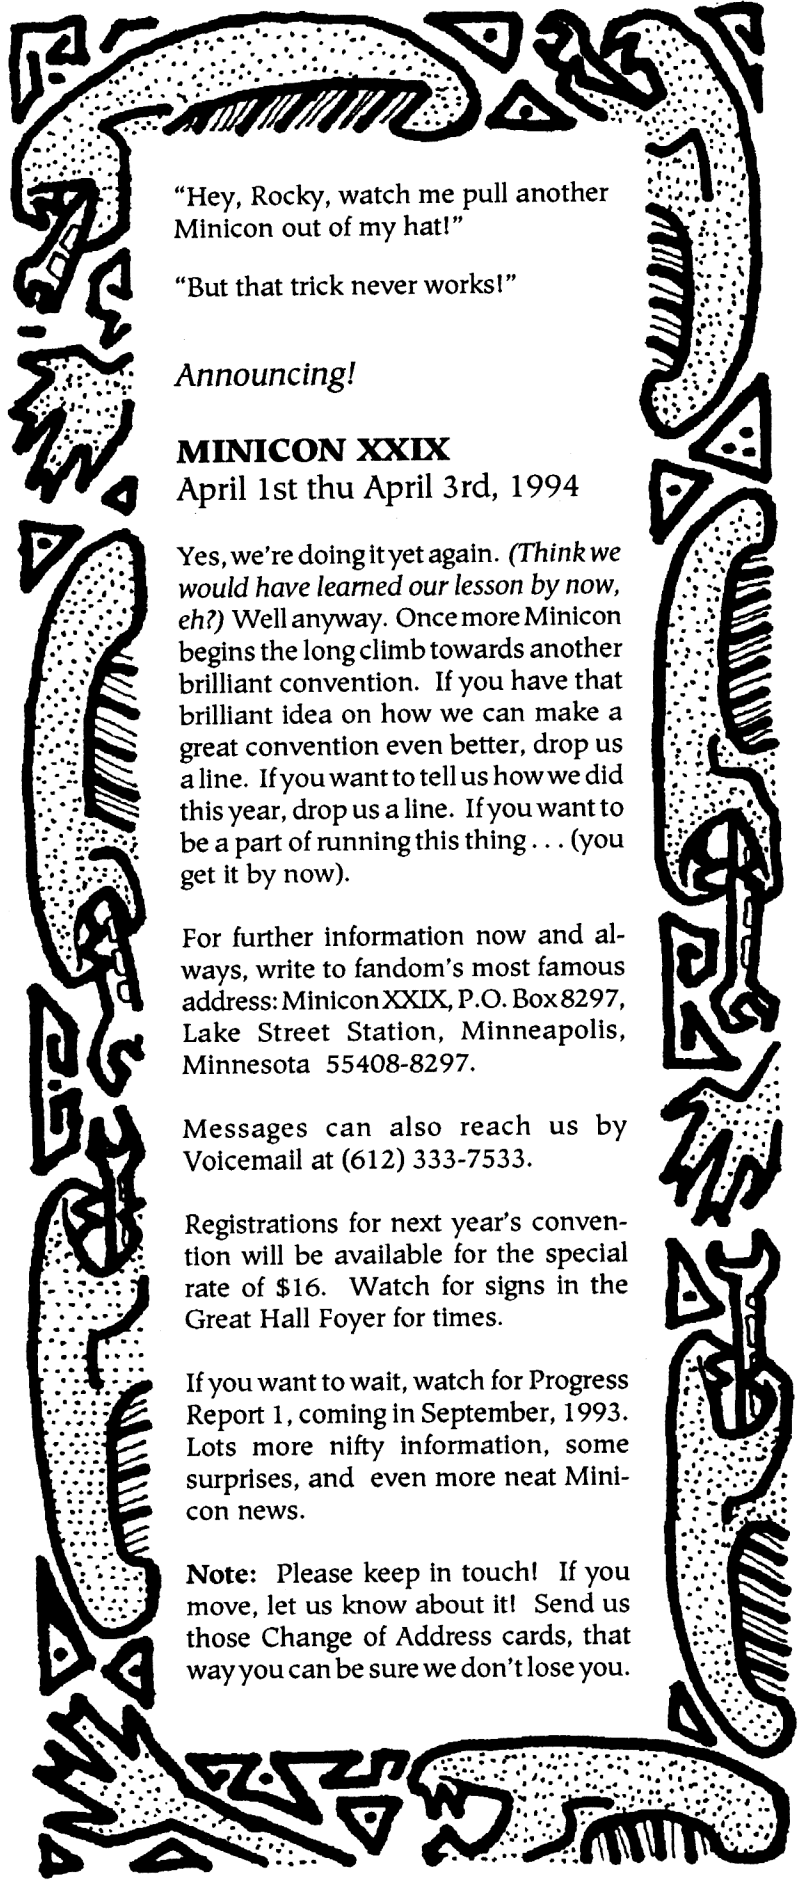 “Hey, Rocky, watch me pull another
Minicon out of my hat!”
“But that trick never works!”
Announcing!
MINICON XXIX
April 1st thu April 3rd, 1994
Yes, we’re doing it yet again. (Think we
would have learned our lesson by now,
eh?) Well anyway. Once more Minicon
begins the long climb towards another
brilliant convention. If you have that
brilliant idea on how we can make a
great convention even better, drop us
a line. If you want to tell us how we did
this year, drop us a line. If you want to
be a part of running this thing . . . (you
get it by now).
For further information now and al-
ways, write to fandom’s most famous
address: Minicon XXIX, P.O. Box 8297,
Lake Street Station, Minneapolis,
Minnesota 55408-8297.
Messages can also reach us by
Voicemail at (612) 333-7533.
Registrations for next year’s conven-
tion will be available for the special
rate of $16. Watch for signs in the
Great Hall Foyer for times.
If you want to wait, watch for Progress
Report 1, coming in September, 1993.
Lots more nifty information, some
surprises, and even more neat Mini-
con news.
Note: Please keep in touch! If you
move, let us know about it! Send us
those Change of Address cards, that
way you can be sure we don’t lose you.